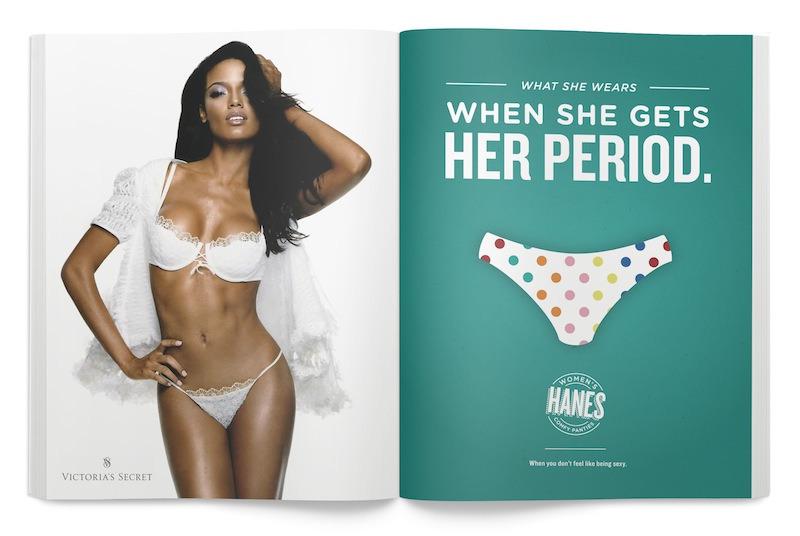 VICTORIA'S SECRET
WHAT SHE WEARS
WHEN SHE GETS
HER PERIOD.
WOMEN'S
HANES
COMFY PANTIES
When you don't feel like being sexy.